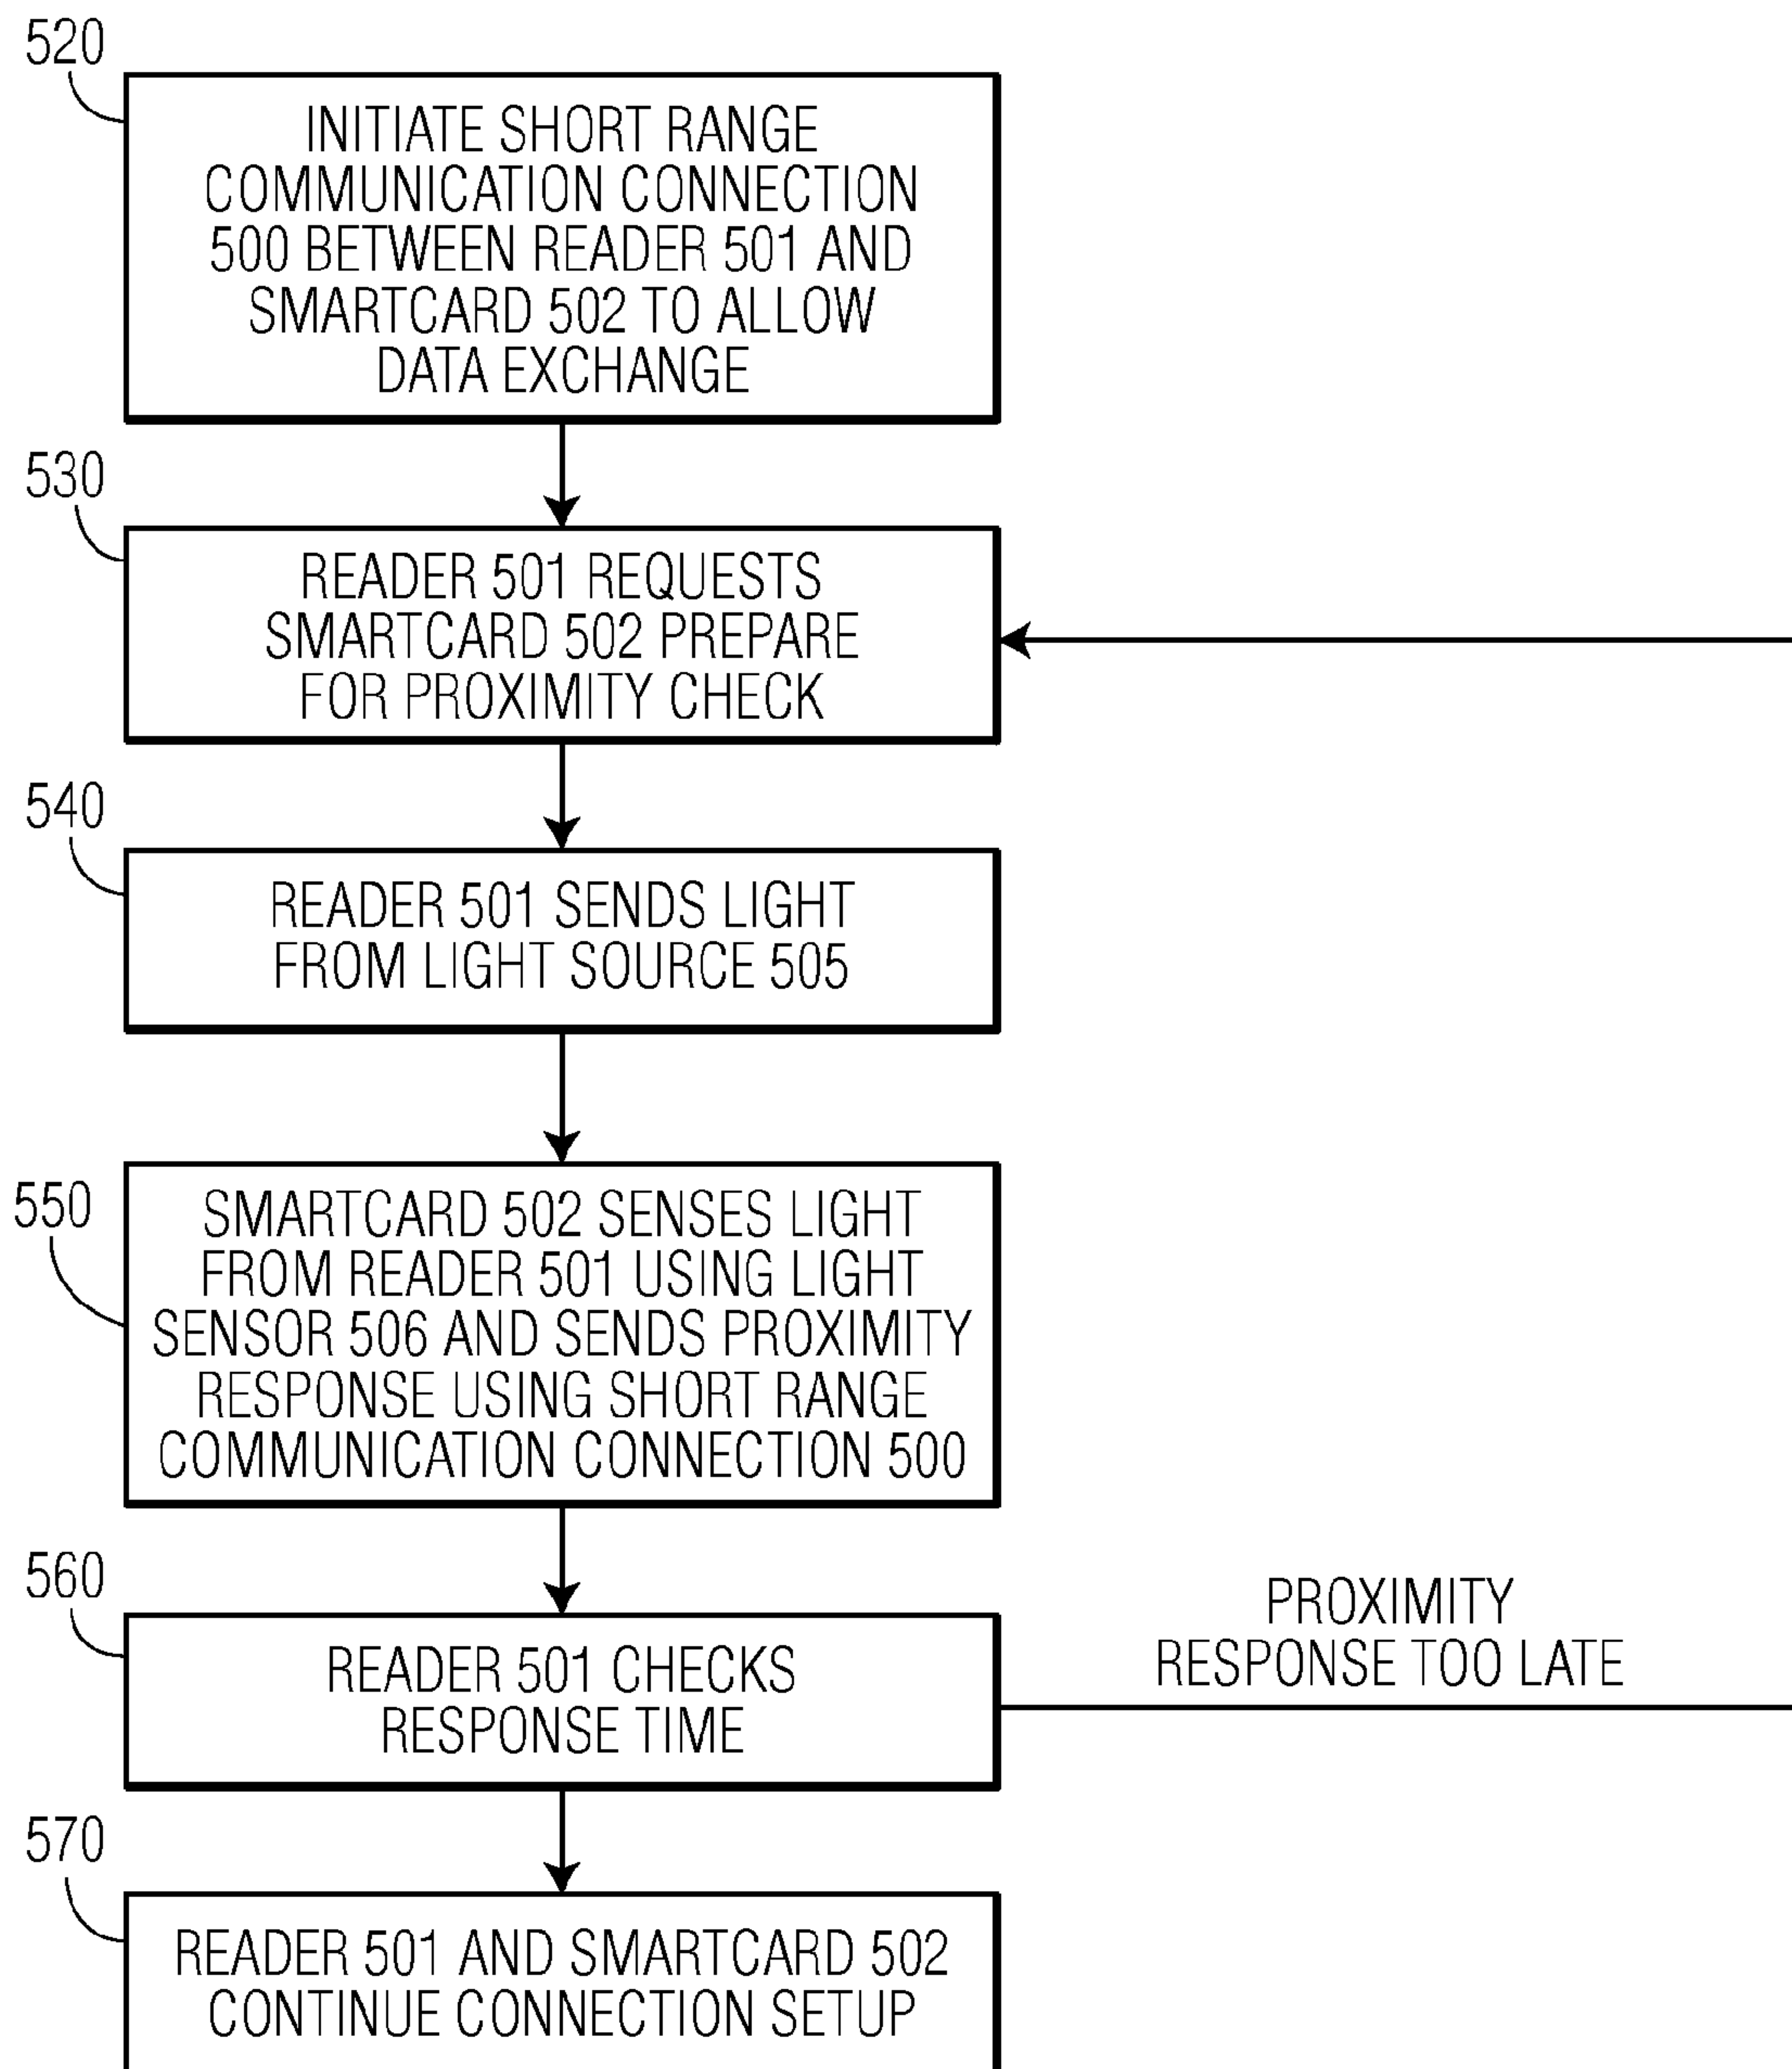 520
INITIATE SHORT RANGE
COMMUNICATION CONNECTION
500 BETWEEN READER 501 AND
SMARTCARD 502 TO ALLOW
DATA EXCHANGE
530
READER 501 REQUESTS
SMARTCARD 502 PREPARE
FOR PROXIMITY CHECK
540
READER 501 SENDS LIGHT
FROM LIGHT SOURCE 505
550
SMARTCARD 502 SENSES LIGHT
FROM READER 501 USING LIGHT
SENSOR 506 AND SENDS PROXIMITY
RESPONSE USING SHORT RANGE
COMMUNICATION CONNECTION 500
560
READER 501 CHECKS
RESPONSE TIME
PROXIMITY
RESPONSE TOO LATE
570
READER 501 AND SMARTCARD 502
CONTINUE CONNECTION SETUP